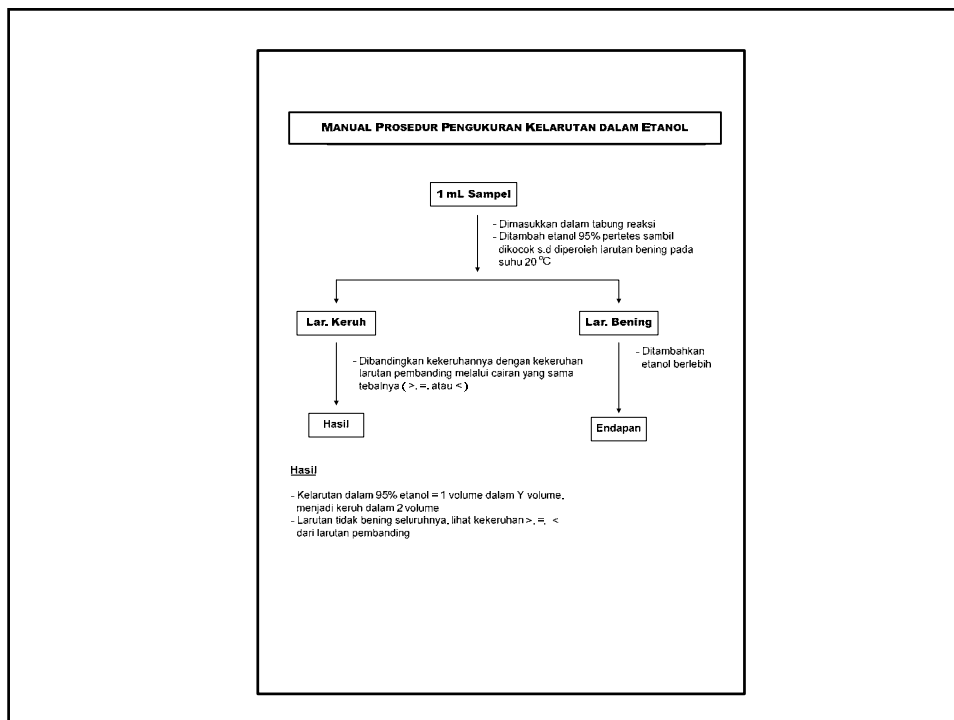 MANUAL PROSEDUR PENGUKURAN KELARUTAN DALAM ETANOL
1 mL Sampel
- Dimasukkan dalam tabung reaksi
- Ditambah etanol 95% pertetes sambil
dikocok s.d diperoleh larutan bening pada
suhu 20 °C
Lar. Keruh
Lar. Bening
- Dibandingkan kekeruhannya dengan kekeruhan
larutan pembanding melalui cairan yang sama
tebalnya ( >, =, atau < )
- Ditambahkan
etanol berlebih
Hasil
Endapan
Hasil
- Kelarutan dalam 95% etanol = 1 volume dalam Y volume,
menjadi keruh dalam 2 volume
- Larutan tidak bening seluruhnya, lihat kekeruhan >, =, <
dari larutan pembanding